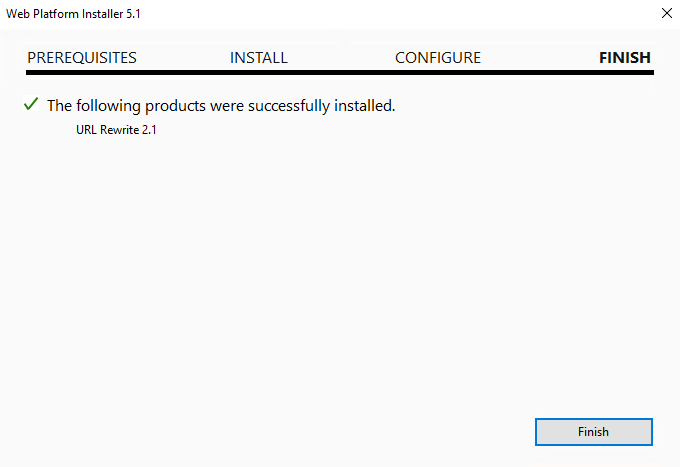 Web Platform Installer 5.1
PREREQUISITES INSTALL CONFIGURE FINISH
The following products were successfully installed.
URL Rewrite 2.1
Finish